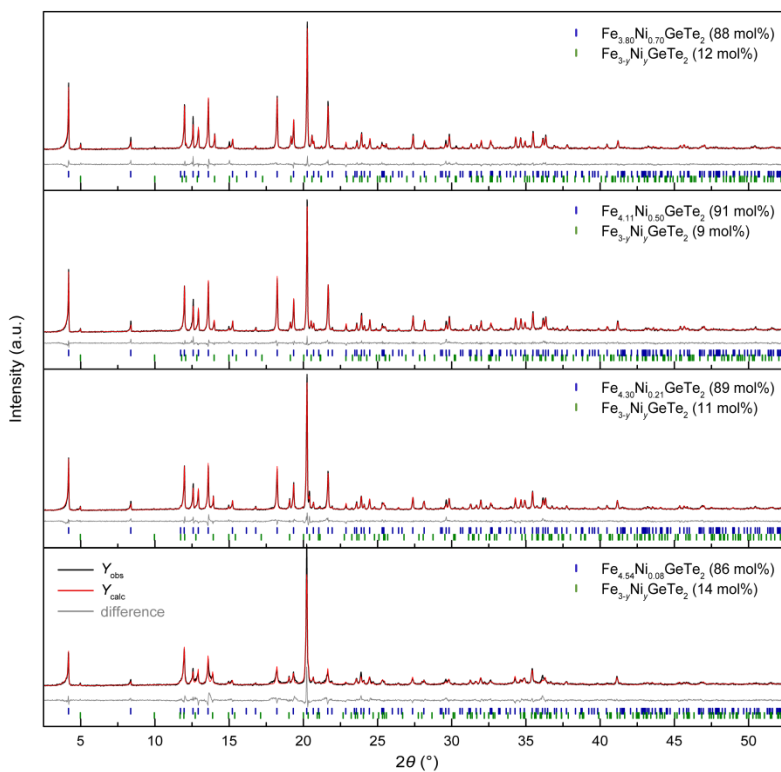 Fe₃.₈₀Ni₀.₇₀GeTe₂ (88 mol%)
Fe₃₋yNiyGeTe₂ (12 mol%)
Fe₄.₁₁Ni₀.₅₀GeTe₂ (91 mol%)
Fe₃₋yNiyGeTe₂ (9 mol%)
Fe₄.₃₀Ni₀.₂₁GeTe₂ (89 mol%)
Fe₃₋yNiyGeTe₂ (11 mol%)
Intensity (a.u.)
Yobs
Ycalc
difference
Fe₄.₅₄Ni₀.₀₈GeTe₂ (86 mol%)
Fe₃₋yNiyGeTe₂ (14 mol%)
5 10 15 20 25 30 35 40 45 50
2θ (°)